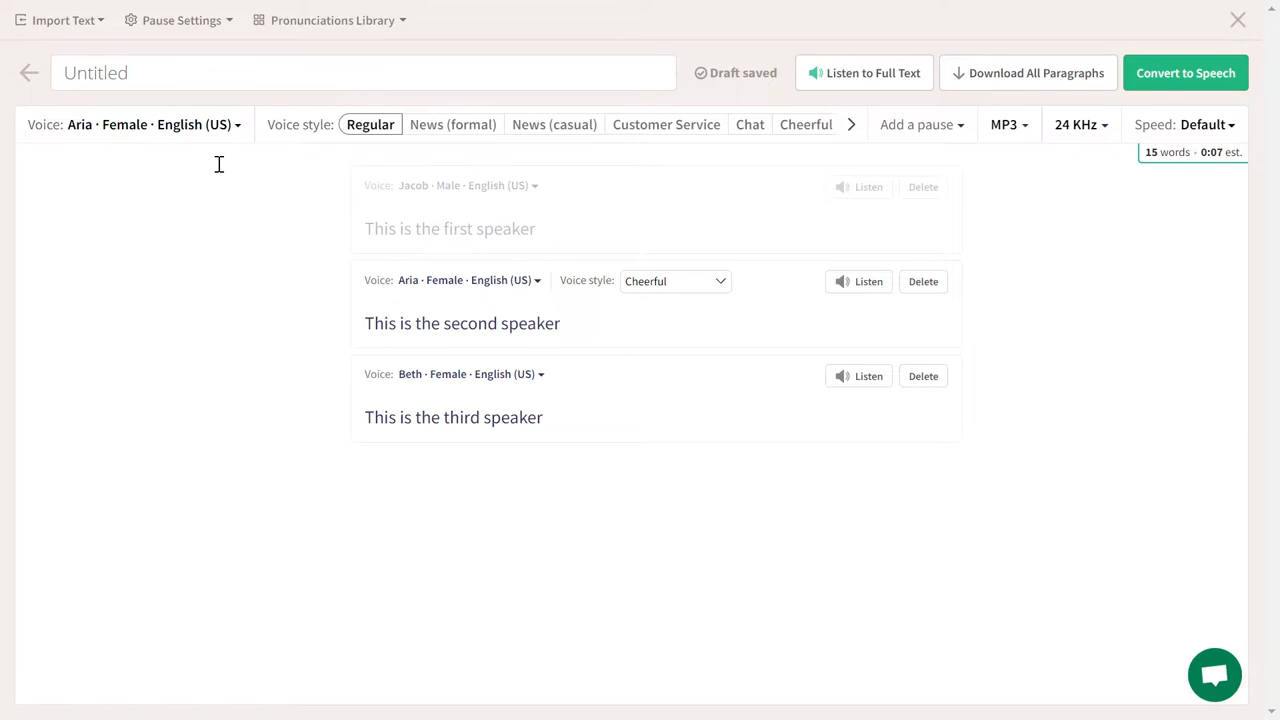 Import Text Pause Settings Pronunciations Library
Untitled Draft saved Listen to Full Text Download All Paragraphs Convert to Speech
Voice: Aria · Female · English (US) Voice style: Regular News (formal) News (casual) Customer Service Chat Cheerful Add a pause MP3 24 KHz Speed: Default
15 words · 0:07 est.
Voice: Jacob · Male · English (US) Listen Delete
This is the first speaker
Voice: Aria · Female · English (US) Voice style: Cheerful Listen Delete
This is the second speaker
Voice: Beth · Female · English (US) Listen Delete
This is the third speaker